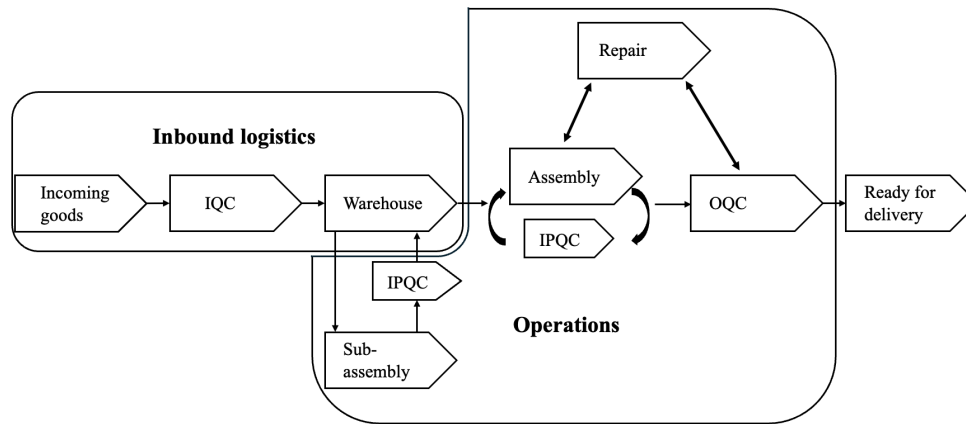 Repair
Inbound logistics
Incoming
goods
IQC
Warehouse
Assembly
IPQC
OQC
Ready for
delivery
IPQC
Operations
Sub-
assembly